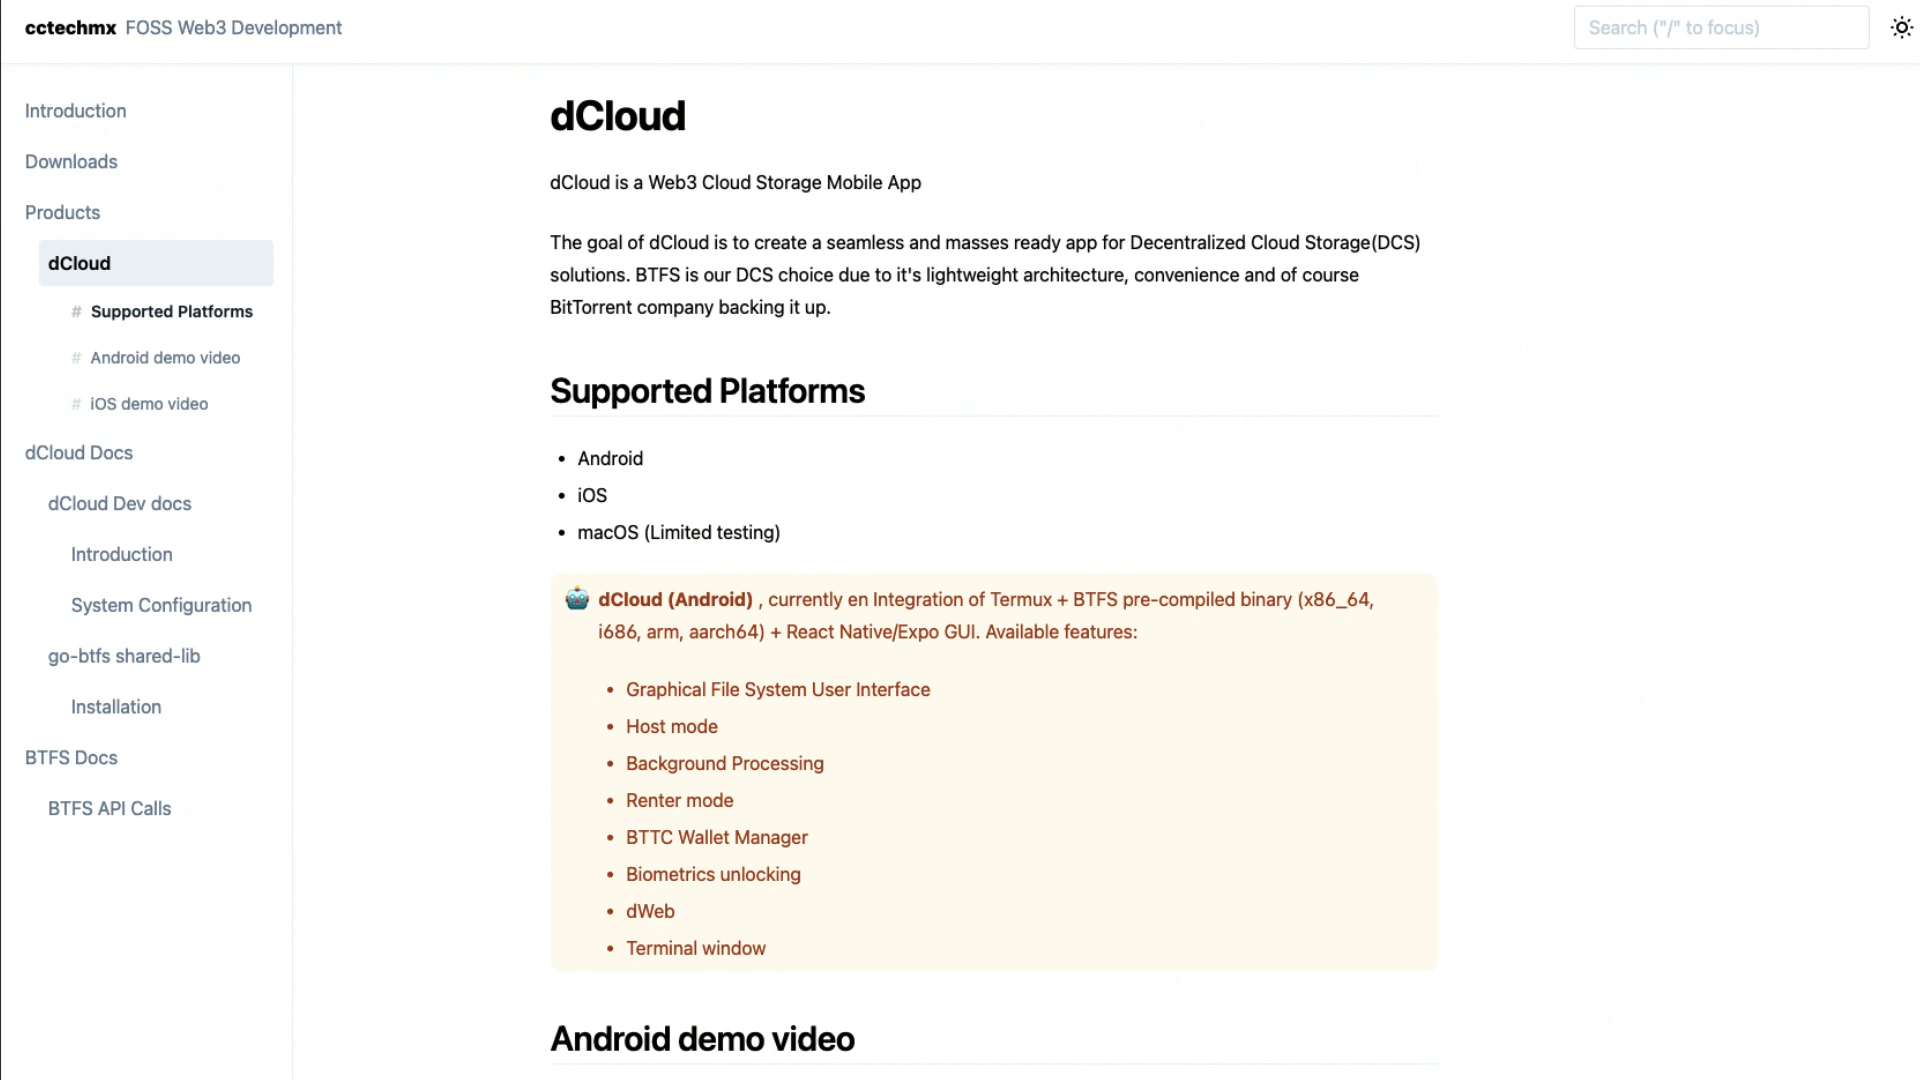 cctechmx FOSS Web3 Development
Search ("/" to focus)
Introduction
Downloads
Products
dCloud
# Supported Platforms
# Android demo video
# iOS demo video
dCloud Docs
dCloud Dev docs
Introduction
System Configuration
go-btfs shared-lib
Installation
BTFS Docs
BTFS API Calls
dCloud
dCloud is a Web3 Cloud Storage Mobile App
The goal of dCloud is to create a seamless and masses ready app for Decentralized Cloud Storage(DCS)
solutions. BTFS is our DCS choice due to it's lightweight architecture, convenience and of course
BitTorrent company backing it up.
Supported Platforms
• Android
• iOS
• macOS (Limited testing)
dCloud (Android) , currently en Integration of Termux + BTFS pre-compiled binary (x86_64,
i686, arm, aarch64) + React Native/Expo GUI. Available features:
• Graphical File System User Interface
• Host mode
• Background Processing
• Renter mode
• BTTC Wallet Manager
• Biometrics unlocking
• dWeb
• Terminal window
Android demo video